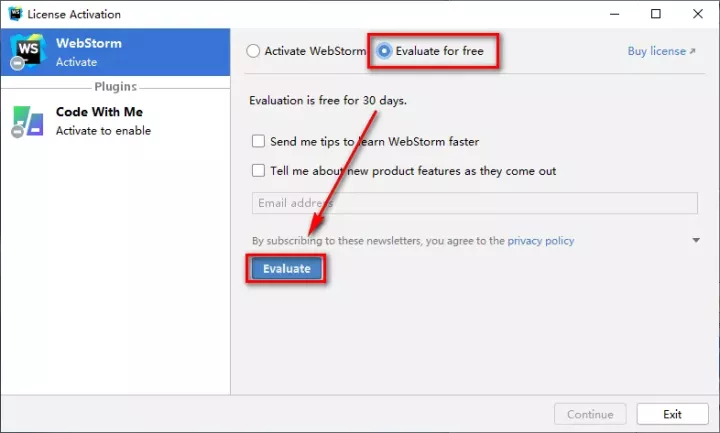 License Activation
WS
WebStorm
Activate
Plugins
Code With Me
Activate to enable
Activate WebStorm
Evaluate for free
Buy license
Evaluation is free for 30 days.
Send me tips to learn WebStorm faster
Tell me about new product features as they come out
Email address
By subscribing to these newsletters, you agree to the privacy policy
Evaluate
Continue
Exit